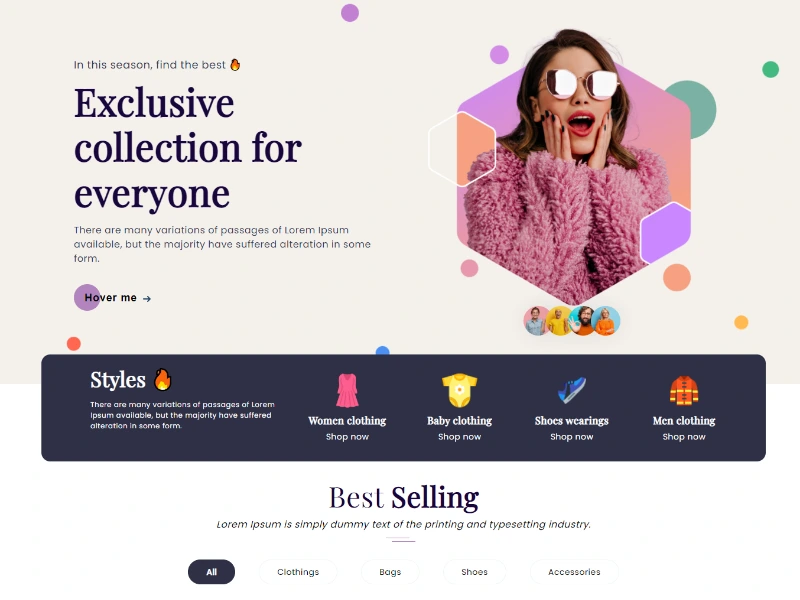 In this season, find the best 🔥
Exclusive
collection for
everyone
There are many variations of passages of Lorem Ipsum
available, but the majority have suffered alteration in some
form.
Hover me →
Styles 🔥
There are many variations of passages of Lorem
Ipsum available, but the majority have suffered
alteration in some form.
Women clothing
Shop now
Baby clothing
Shop now
Shoes wearings
Shop now
Men clothing
Shop now
Best Selling
Lorem Ipsum is simply dummy text of the printing and typesetting industry.
All
Clothings
Bags
Shoes
Accessories